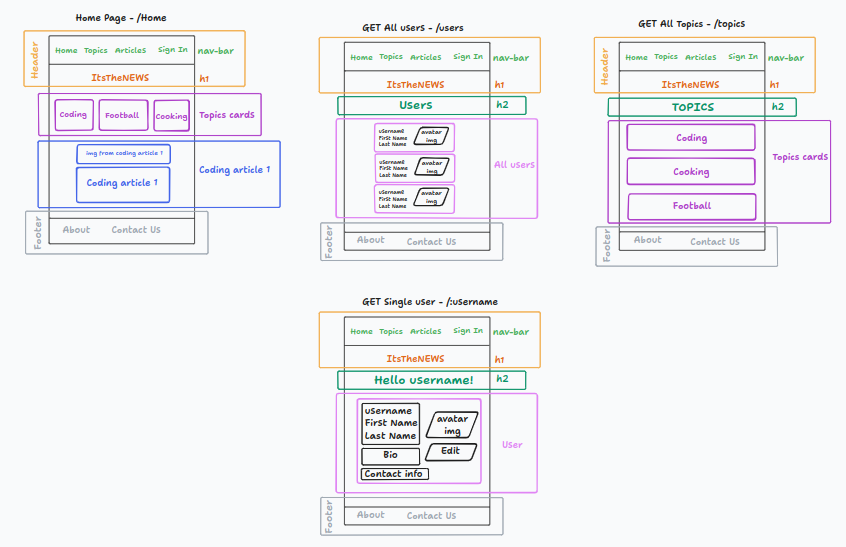 Home Page - /Home
Header
Home Topics Articles Sign In nav-bar
ItsTheNEWS h1
Coding Football Cooking Topics cards
img from coding article 1
Coding article 1 Coding article 1
Footer
About Contact Us
GET All users - /users
Home Topics Articles Sign In nav-bar
ItsTheNEWS h1
Users h2
username
First Name
Last Name
avatar
img
username
First Name
Last Name
avatar
img
username
First Name
Last Name
avatar
img
All users
Footer
About Contact Us
GET All Topics - /topics
Header
Home Topics Articles Sign In nav-bar
ItsTheNEWS h1
TOPICS h2
Coding
Cooking
Football
Topics cards
Footer
About Contact Us
GET Single user - /:username
Home Topics Articles Sign In nav-bar
ItsTheNEWS h1
Hello username! h2
username
First Name
Last Name
avatar
img
Bio
Edit
Contact info
User
Footer
About Contact Us